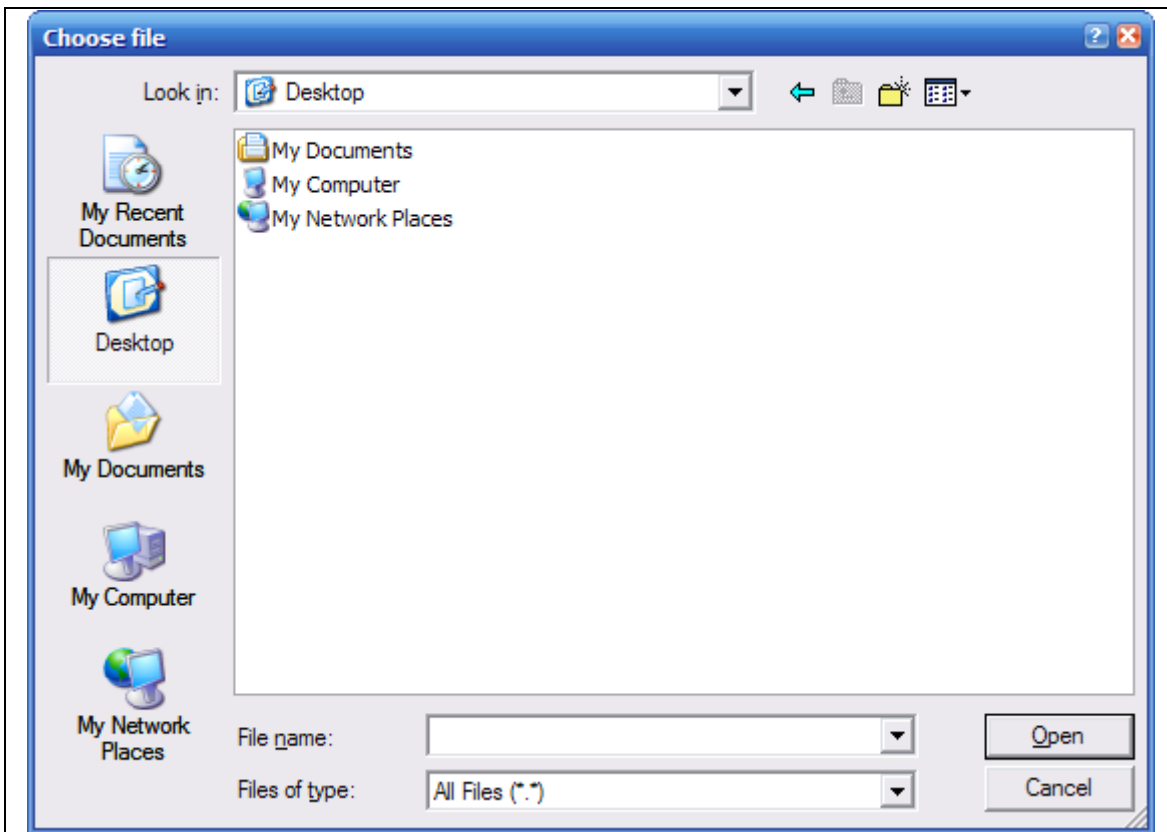 Choose file
Look in:
Desktop
My Recent
Documents
Desktop
My Documents
My Computer
My Network
Places
My Documents
My Computer
My Network Places
File name:
Open
Files of type:
All Files (*.*)
Cancel